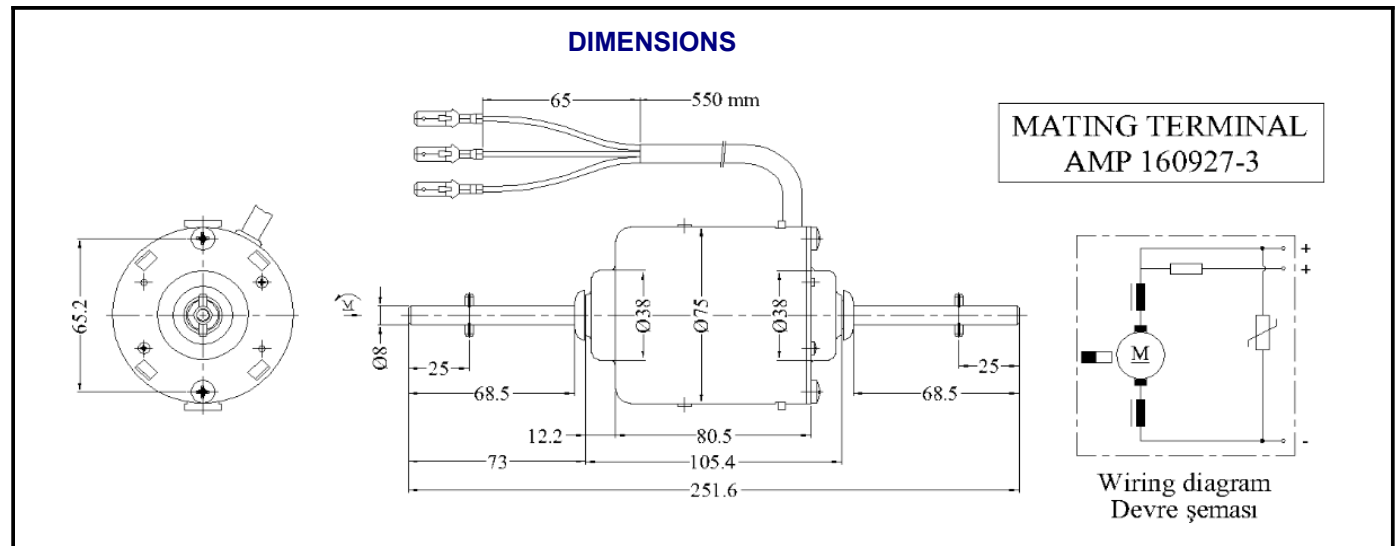 DIMENSIONS
65
550 mm
MATING TERMINAL
AMP 160927-3
65.2
Ø8
Ø38
Ø75
Ø38
25
25
68.5
68.5
12.2
80.5
73
105.4
251.6
+
+
M
-
Wiring diagram
Devre şeması